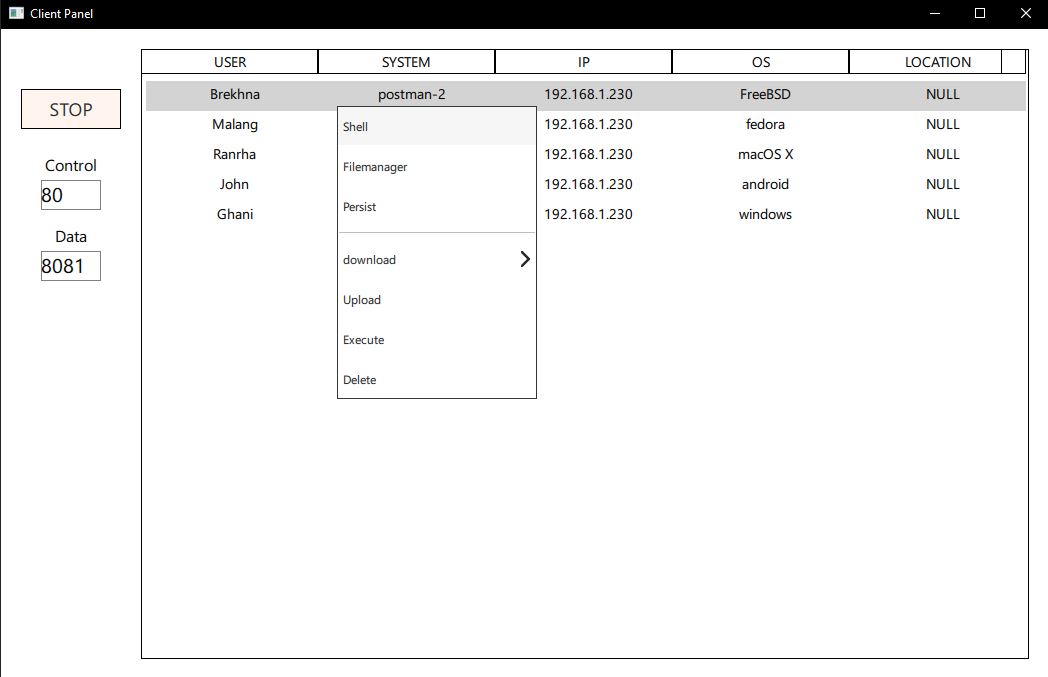 Client Panel
USER SYSTEM IP OS LOCATION
Brekhna postman-2 192.168.1.230 FreeBSD NULL
STOP
Malang 192.168.1.230 fedora NULL
Ranrha 192.168.1.230 macOS X NULL
John 192.168.1.230 android NULL
Ghani 192.168.1.230 windows NULL
Control
80
Data
8081
Shell
Filemanager
Persist
download
Upload
Execute
Delete